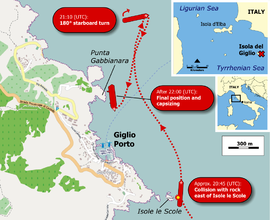 21:10 (UTC):
180° starboard turn
Punta
Gabbianara
After 22:00 (UTC):
Final position and
capsizing
Giglio
Porto
Approx. 20:45 (UTC):
Collision with rock
east of Isole le Scole
Isole le Scole
Ligurian Sea
ITALY
Isola d'Elba
Isola del
Giglio
Tyrrhenian Sea
ITALY
300 m